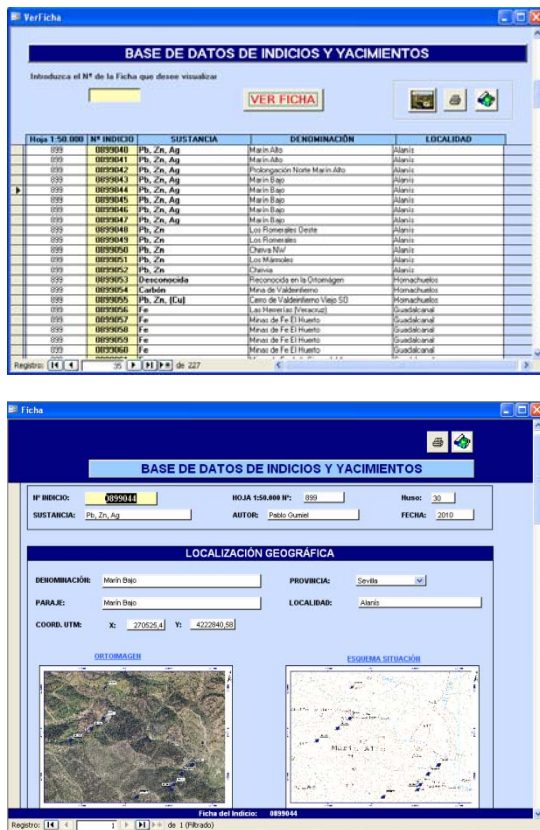 VerFicha
BASE DE DATOS DE INDICIOS Y YACIMIENTOS
Introduzca el Nº de la Ficha que desee visualizar
VER FICHA
Hoja 1:50.000 Nº INDICIO SUSTANCIA DENOMINACIÓN LOCALIDAD
899 0899040 Pb, Zn, Ag Marín Alto Alanís
899 0899041 Pb, Zn, Ag Marín Alto Alanís
899 0899042 Pb, Zn, Ag Prolongación Norte Marín Alto Alanís
899 0899043 Pb, Zn, Ag Marín Bajo Alanís
899 0899044 Pb, Zn, Ag Marín Bajo Alanís
899 0899045 Pb, Zn, Ag Marín Bajo Alanís
899 0899046 Pb, Zn, Ag Marín Bajo Alanís
899 0899047 Pb, Zn, Ag Marín Bajo Alanís
899 0899048 Pb, Zn Los Romerales Oeste Alanís
899 0899049 Pb, Zn Los Romerales Alanís
899 0899050 Pb, Zn NW Alanís
899 0899051 Pb, Zn Los Mármoles Alanís
899 0899052 Pb, Zn Alanís
899 0899053 Desconocida Reconocida en la Ortoimágen Hornachuelos
899 0899054 Carbón Mina de Valdeinfierno Hornachuelos
899 0899055 Pb, Zn, (Cu) Cerro de Valdeinfierno Viejo SO Hornachuelos
899 0899056 Fe Las Herrerías (Veracruz) Guadalcanal
899 0899057 Fe Minas de Fe El Huerto Guadalcanal
899 0899058 Fe Minas de Fe El Huerto Guadalcanal
899 0899059 Fe Minas de Fe El Huerto Guadalcanal
899 0899060 Fe Minas de Fe El Huerto Guadalcanal
Registro: 35 de 227
Ficha
BASE DE DATOS DE INDICIOS Y YACIMIENTOS
Nº INDICIO: 0899044 HOJA 1:50.000 Nº: 899 Huso: 30
SUSTANCIA: Pb, Zn, Ag AUTOR: Pablo Gumiel FECHA: 2010
LOCALIZACIÓN GEOGRÁFICA
DENOMINACIÓN: Marín Bajo PROVINCIA: Sevilla
PARAJE: Marín Bajo LOCALIDAD: Alanís
COORD. UTM: X: 270525,4 Y: 4222840,58
ORTOIMAGEN ESQUEMA SITUACIÓN
Ficha del Indicio: 0899044
Registro: 1 de 1 (Filtrado)